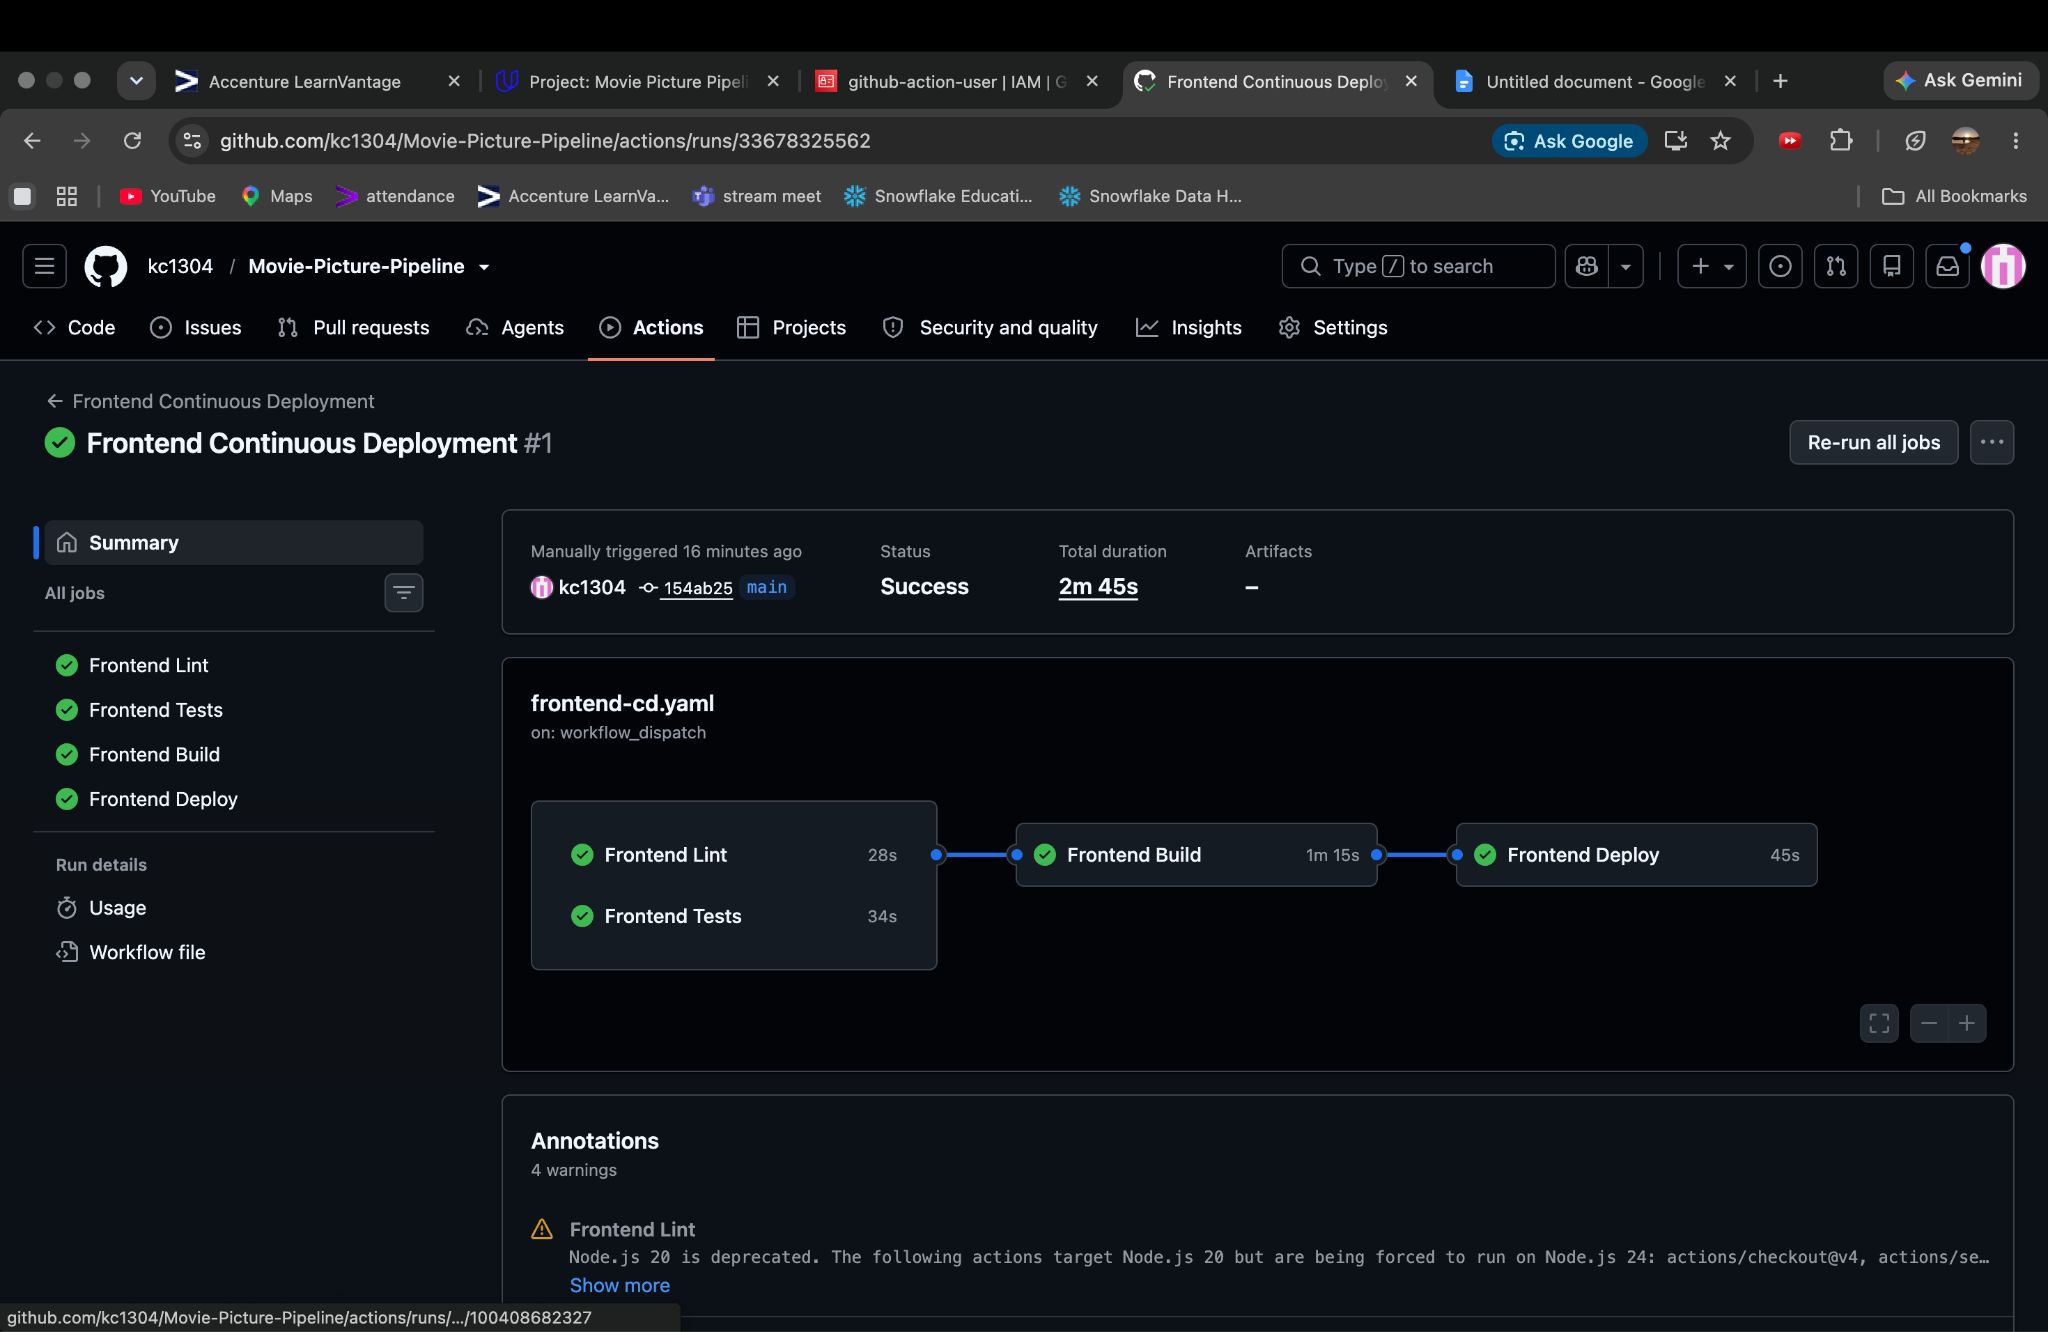 Accenture LearnVantage
Project: Movie Picture Pipeli
github-action-user | IAM | G
Frontend Continuous Deploy
Untitled document - Google
Ask Gemini
github.com/kc1304/Movie-Picture-Pipeline/actions/runs/33678325562
Ask Google
YouTube
Maps
attendance
Accenture LearnVa...
stream meet
Snowflake Educati...
Snowflake Data H...
All Bookmarks
kc1304 / Movie-Picture-Pipeline
Type / to search
Code
Issues
Pull requests
Agents
Actions
Projects
Security and quality
Insights
Settings
Frontend Continuous Deployment
Frontend Continuous Deployment #1
Re-run all jobs
Summary
All jobs
Frontend Lint
Frontend Tests
Frontend Build
Frontend Deploy
Run details
Usage
Workflow file
Manually triggered 16 minutes ago
kc1304 154ab25 main
Status
Success
Total duration
2m 45s
Artifacts
–
frontend-cd.yaml
on: workflow_dispatch
Frontend Lint 28s
Frontend Tests 34s
Frontend Build 1m 15s
Frontend Deploy 45s
Annotations
4 warnings
Frontend Lint
Node.js 20 is deprecated. The following actions target Node.js 20 but are being forced to run on Node.js 24: actions/checkout@v4, actions/se…
Show more
github.com/kc1304/Movie-Picture-Pipeline/actions/runs/.../100408682327